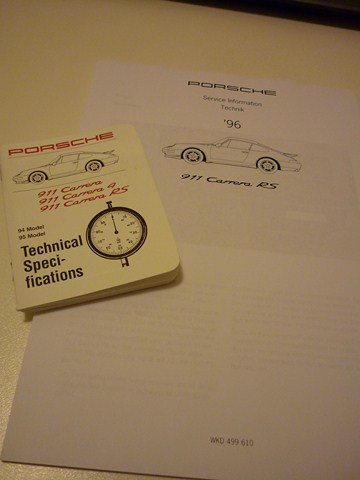 PORSCHE
Service Information
Technik
'96
911 Carrera RS
WKD 499 610
PORSCHE
911 Carrera
911 Carrera 4
911 Carrera RS
94 Model
95 Model
Technical
Speci-
fications